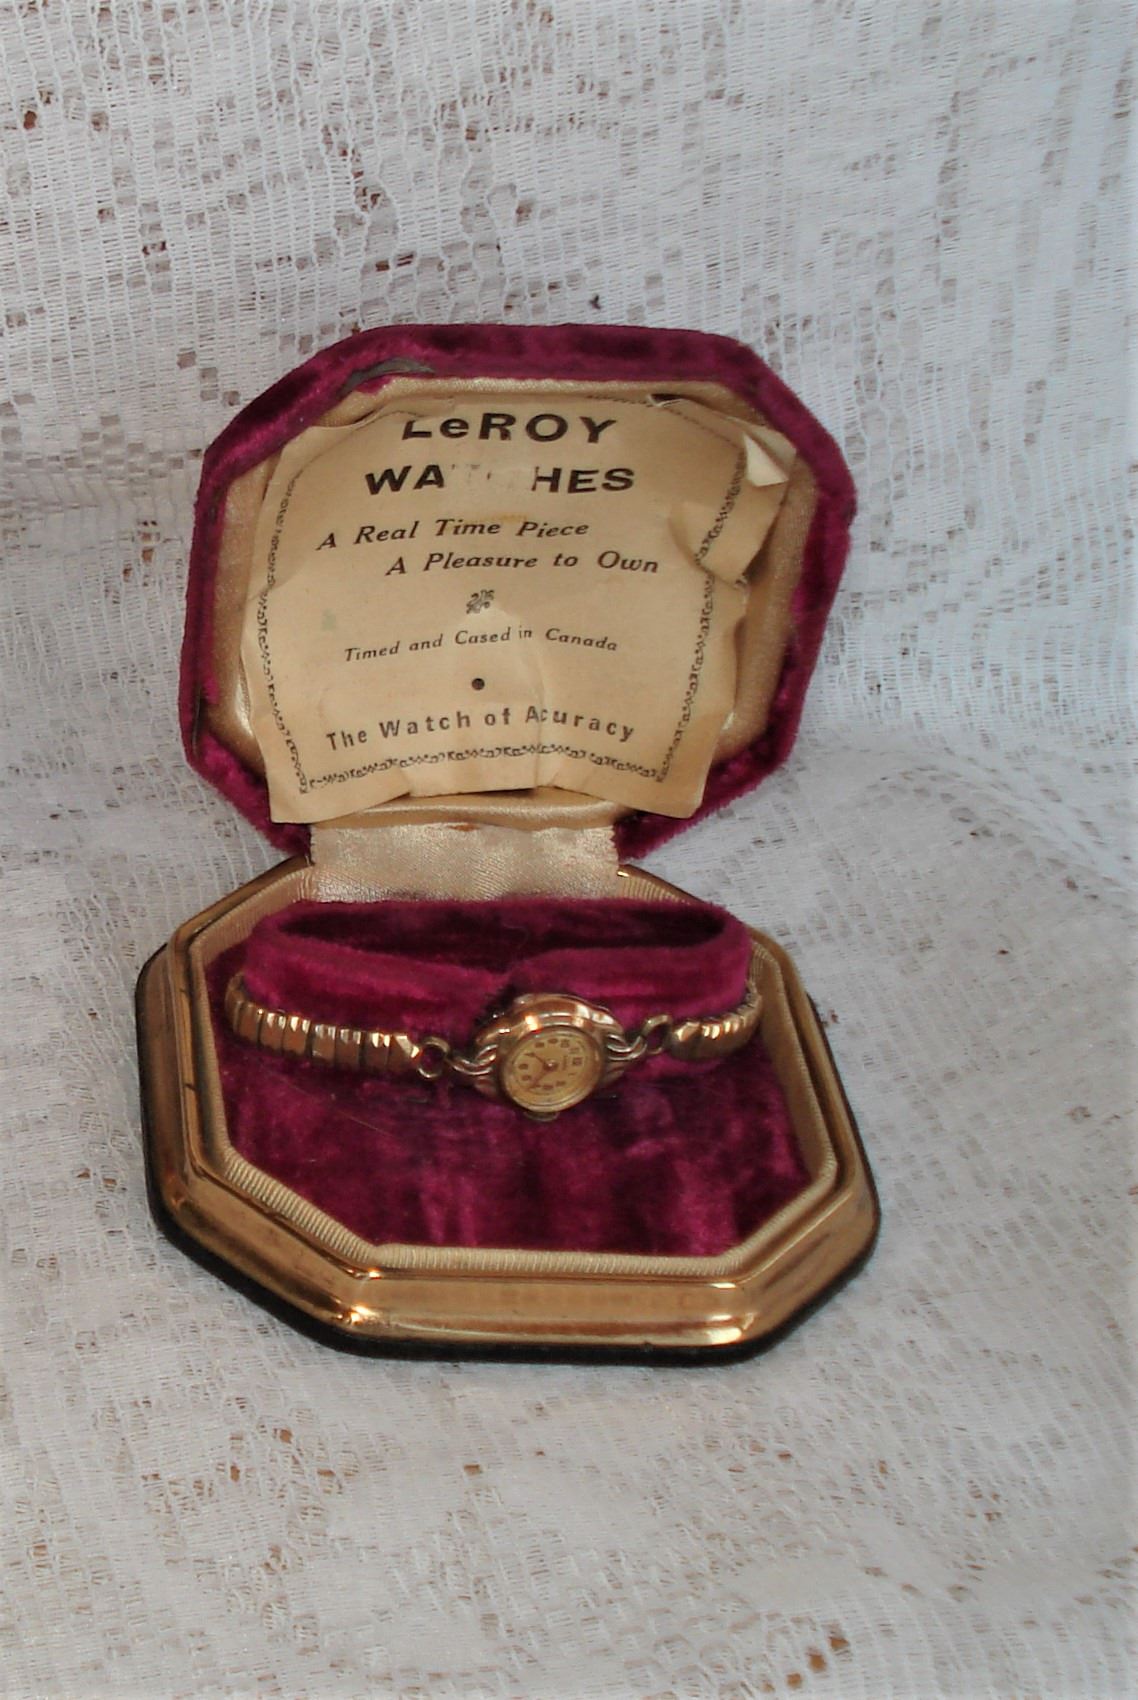 LeROY
WA HES
A Real Time Piece
A Pleasure to Own
Timed and Cased in Canada
The Watch of Acuracy